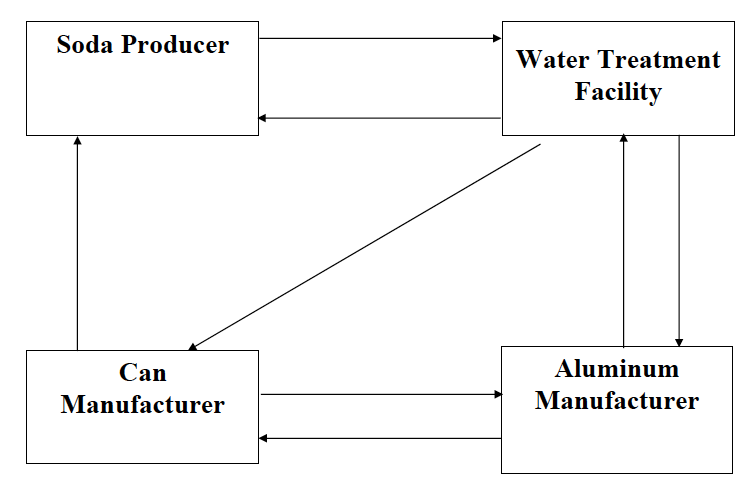 Soda Producer
Water Treatment
Facility
Can
Manufacturer
Aluminum
Manufacturer